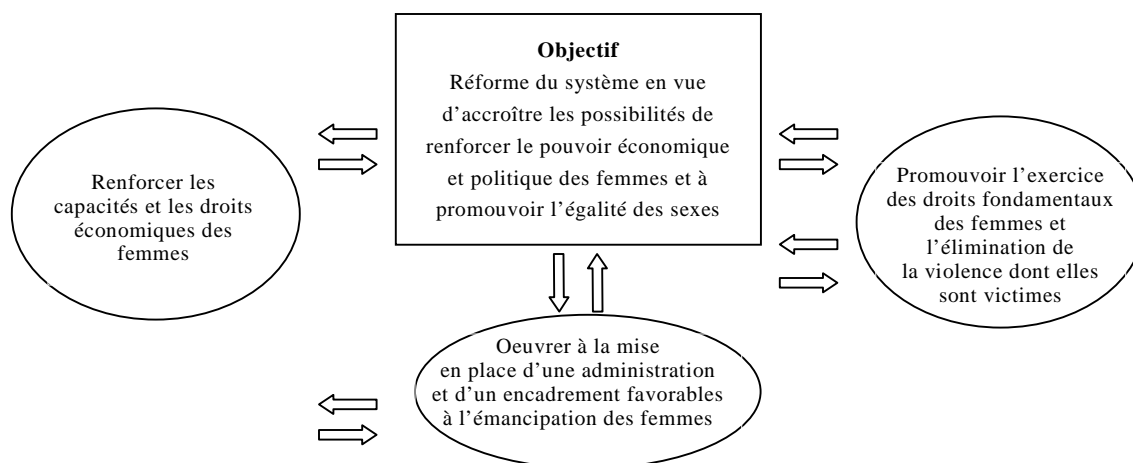 Objectif
Réforme du système en vue
d’accroître les possibilités de
renforcer le pouvoir économique
et politique des femmes et à
promouvoir l’égalité des sexes
Renforcer les
capacités et les droits
économiques des
femmes
Promouvoir l’exercice
des droits fondamentaux
des femmes et
l’élimination de
la violence dont elles
sont victimes
Oeuvrer à la mise
en place d’une administration
et d’un encadrement favorables
à l’émancipation des femmes